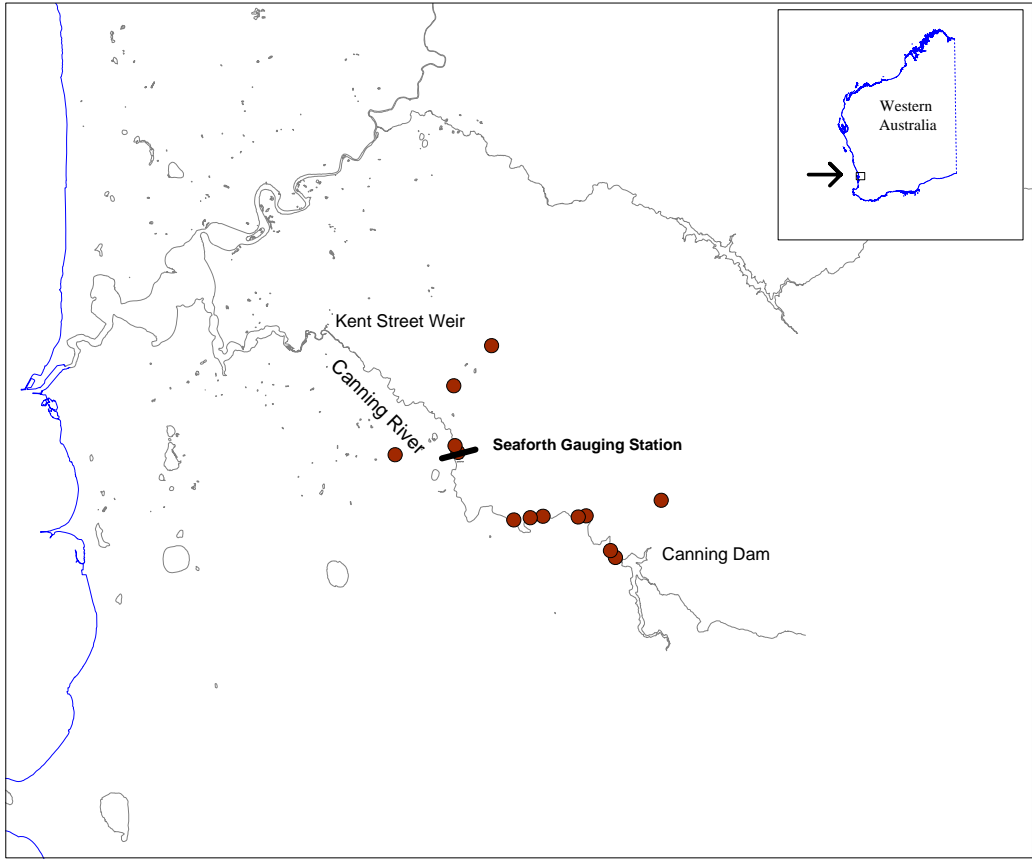 Western
Australia
Kent Street Weir
Canning River
Seaforth Gauging Station
Canning Dam